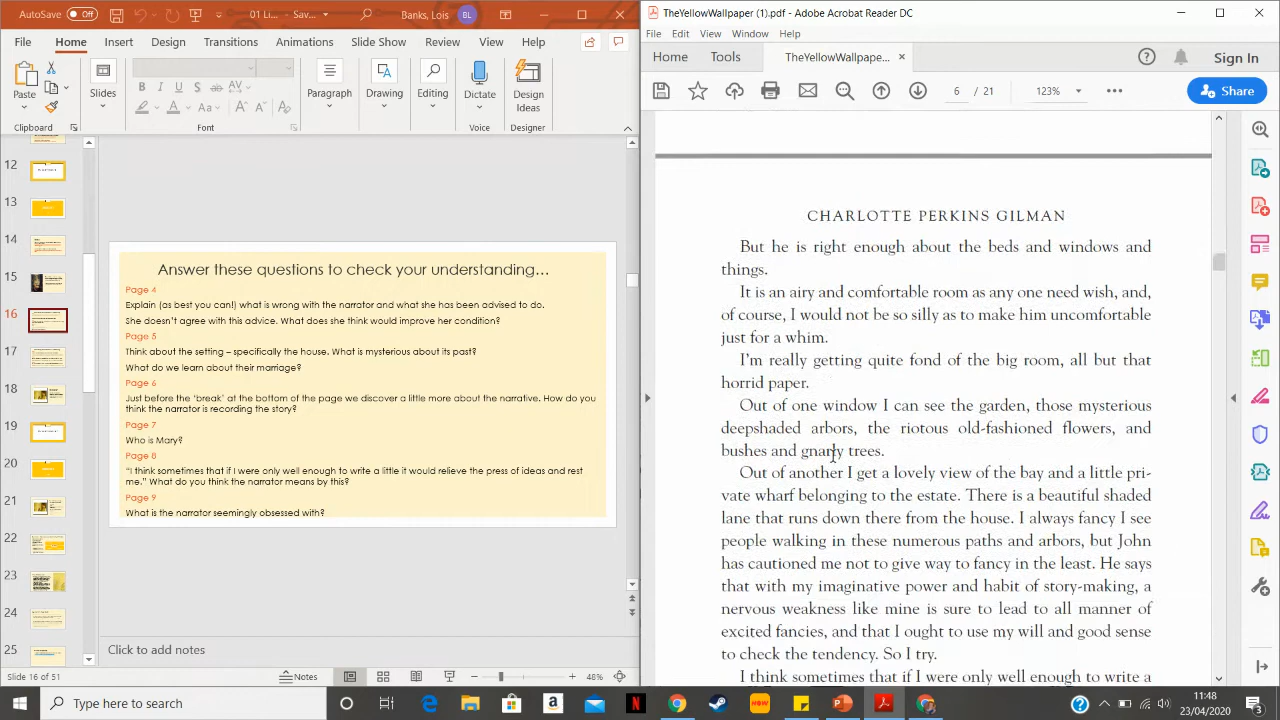 AutoSave Off 01 Li... Sav... Banks, Lois BL
File Home Insert Design Transitions Animations Slide Show Review View Help
Paste Slides Paragraph Drawing Editing Dictate Design Ideas
B I U S ab AV
A Aa A A
Clipboard Font Voice Designer
12
13
14
15
16
17
18
19
20
21
22
23
24
25
Answer these questions to check your understanding…
Page 4
Explain (as best you can!) what is wrong with the narrator and what she has been advised to do.
She doesn't agree with this advice. What does she think would improve her condition?
Page 5
Think about the setting – specifically the house. What is mysterious about its past?
What do we learn about their marriage?
Page 6
Just before the 'break' at the bottom of the page we discover a little more about the narrative. How do you
think the narrator is recording the story?
Page 7
Who is Mary?
Page 8
"I think sometimes that if I were only well enough to write a little it would relieve the press of ideas and rest
me." What do you think the narrator means by this?
Page 9
What is the narrator seemingly obsessed with?
Click to add notes
Slide 16 of 51 Notes 48%
TheYellowWallpaper (1).pdf - Adobe Acrobat Reader DC
File Edit View Window Help
Home Tools TheYellowWallpape... × Sign In
6 / 21 123% Share
CHARLOTTE PERKINS GILMAN
But he is right enough about the beds and windows and
things.
It is an airy and comfortable room as any one need wish, and,
of course, I would not be so silly as to make him uncomfortable
just for a whim.
I'm really getting quite fond of the big room, all but that
horrid paper.
Out of one window I can see the garden, those mysterious
deepshaded arbors, the riotous old-fashioned flowers, and
bushes and gnarly trees.
Out of another I get a lovely view of the bay and a little pri-
vate wharf belonging to the estate. There is a beautiful shaded
lane that runs down there from the house. I always fancy I see
people walking in these numerous paths and arbors, but John
has cautioned me not to give way to fancy in the least. He says
that with my imaginative power and habit of story-making, a
nervous weakness like mine is sure to lead to all manner of
excited fancies, and that I ought to use my will and good sense
to check the tendency. So I try.
I think sometimes that if I were only well enough to write a
Type here to search
11:48
23/04/2020
3